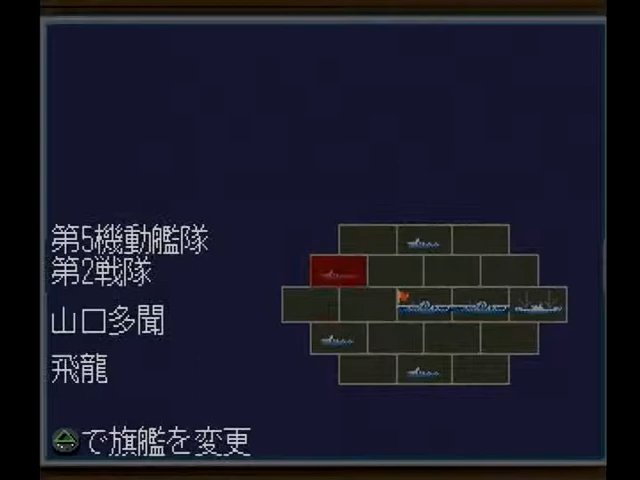 第5機動艦隊
第2戦隊
山口多聞
飛龍
で旗艦を変更